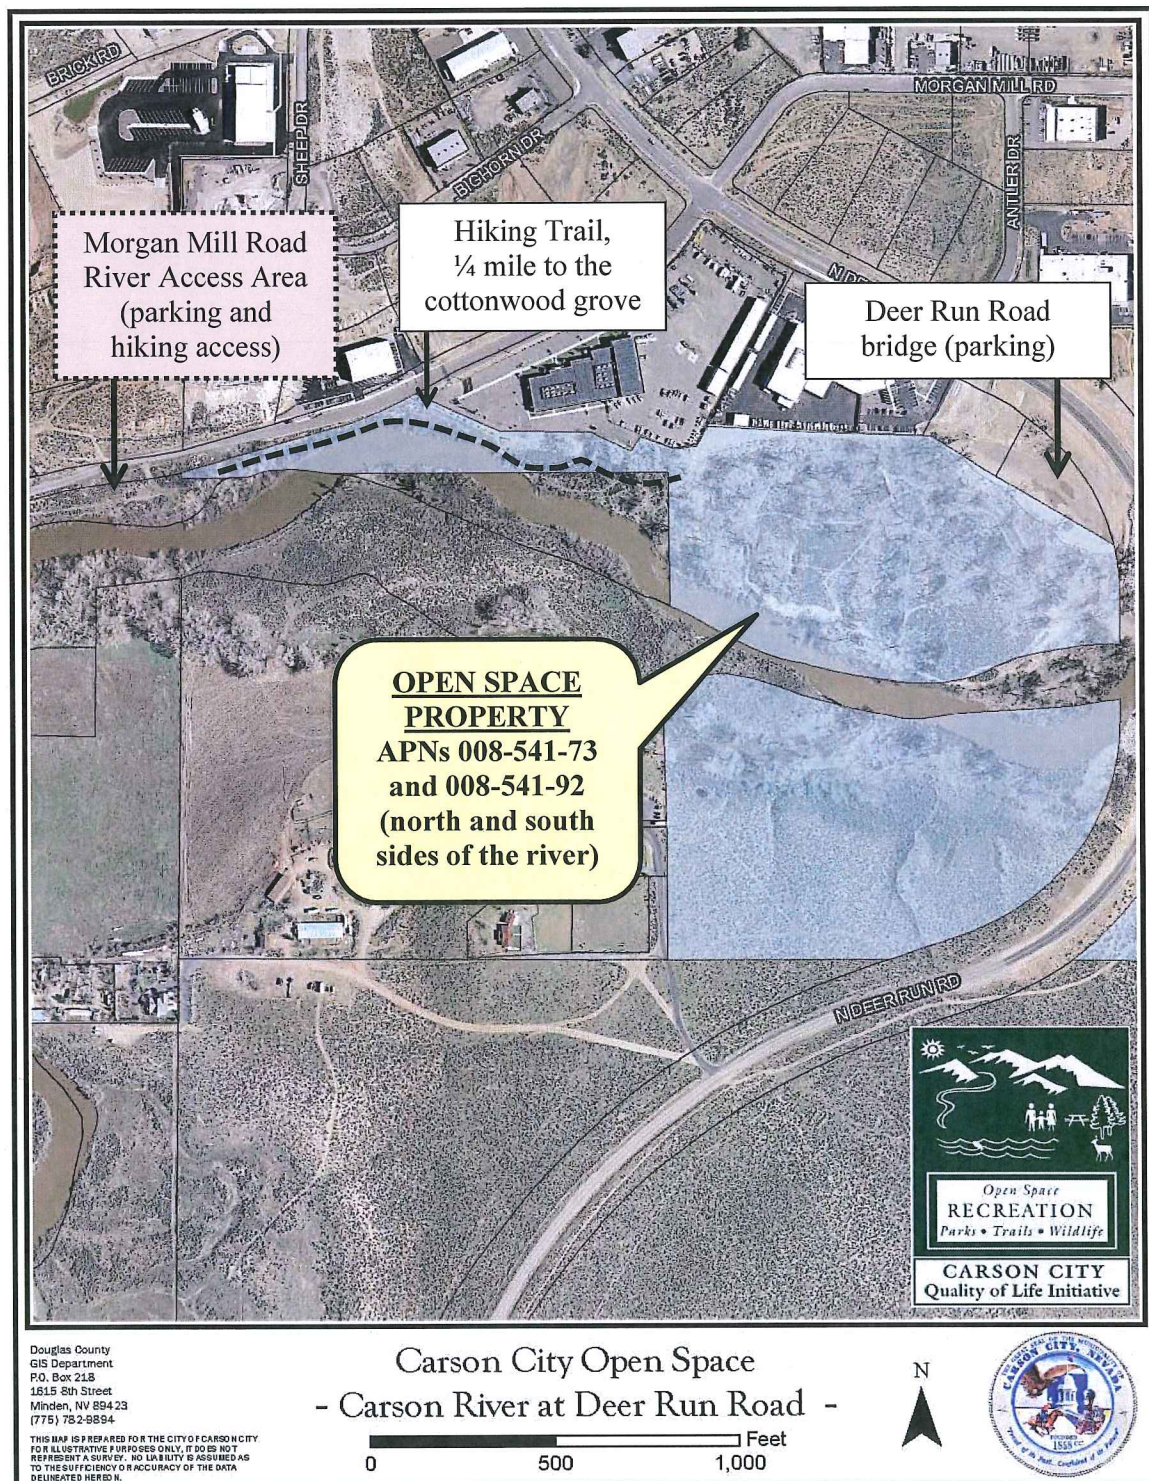 BRICK RD
SHEEP DR
BIGHORN DR
MORGAN MILL RD
ANTLER DR
Morgan Mill Road
River Access Area
(parking and
hiking access)
Hiking Trail,
¼ mile to the
cottonwood grove
N DE
Deer Run Road
bridge (parking)
OPEN SPACE
PROPERTY
APNs 008-541-73
and 008-541-92
(north and south
sides of the river)
N DEER RUN RD
Open Space
RECREATION
Parks • Trails • Wildlife
CARSON CITY
Quality of Life Initiative
Douglas County
GIS Department
P.O. Box 218
1615 8th Street
Minden, NV 89423
(775) 782-9894
THIS MAP IS PREPARED FOR THE CITY OF CARSON CITY
FOR ILLUSTRATIVE PURPOSES ONLY, IT DOES NOT
REPRESENT A SURVEY. NO LIABILITY IS ASSUMED AS
TO THE SUFFICIENCY OR ACCURACY OF THE DATA
DELINEATED HEREON.
Carson City Open Space
- Carson River at Deer Run Road -
Feet
0 500 1,000
N
CARSON CITY, NEVADA
FOUNDED
1858